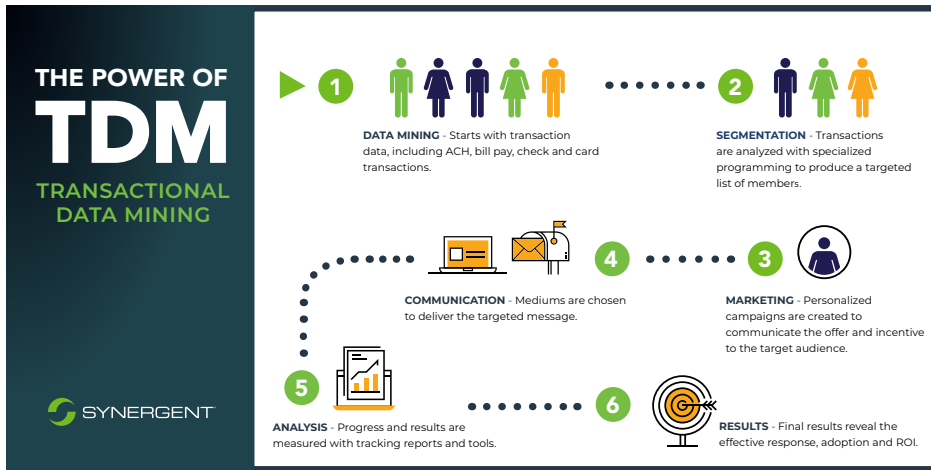 THE POWER OF
TDM
TRANSACTIONAL
DATA MINING
SYNERGENT
1
DATA MINING - Starts with transaction
data, including ACH, bill pay, check and card
transactions.
2
SEGMENTATION - Transactions
are analyzed with specialized
programming to produce a targeted
list of members.
3
MARKETING - Personalized
campaigns are created to
communicate the offer and incentive
to the target audience.
4
COMMUNICATION - Mediums are chosen
to deliver the targeted message.
5
ANALYSIS - Progress and results are
measured with tracking reports and tools.
6
RESULTS - Final results reveal the
effective response, adoption and ROI.